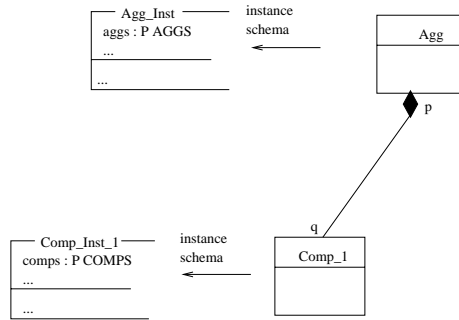 Agg_Inst
aggs : P AGGS
...
...
instance
schema
Agg
p
q
Comp_Inst_1
comps : P COMPS
...
...
instance
schema
Comp_1